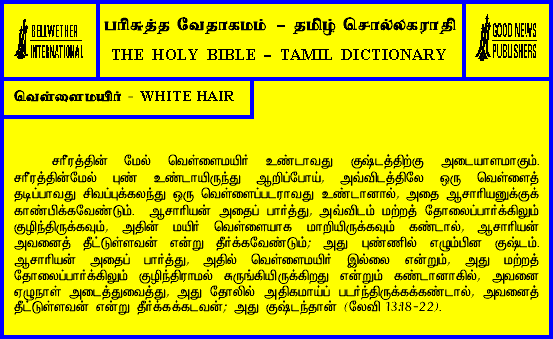 BELLWETHER
INTERNATIONAL
பரிசுத்த வேதாகமம் – தமிழ் சொல்லகராதி
THE HOLY BIBLE – TAMIL DICTIONARY
GOOD NEWS
PUBLISHERS
வெள்ளைமயிர் - WHITE HAIR
சரீரத்தின் மேல் வெள்ளைமயிர் உண்டாவது குஷ்டத்திற்கு அடையாளமாகும்.
சரீரத்தின்மேல் புண் உண்டாயிருந்து ஆறிப்போய், அவ்விடத்திலே ஒரு வெள்ளைத்
தடிப்பாவது சிவப்புக்கலந்து ஒரு வெள்ளைப்படராவது உண்டானால், அதை ஆசாரியனுக்குக்
காண்பிக்கவேண்டும். ஆசாரியன் அதைப் பார்த்து, அவ்விடம் மற்றத் தோலைப்பார்க்கிலும்
குழிந்திருக்கவும், அதின் மயிர் வெள்ளையாக மாறியிருக்கவும் கண்டால், ஆசாரியன்
அவனைத் தீட்டுள்ளவன் என்று தீர்க்கவேண்டும்; அது புண்ணில் எழும்பின குஷ்டம்.
ஆசாரியன் அதைப் பார்த்து, அதில் வெள்ளைமயிர் இல்லை என்றும், அது மற்றத்
தோலைப்பார்க்கிலும் குழிந்திராமல் சுருங்கியிருக்கிறது என்றும் கண்டானாகில், அவனை
ஏழுநாள் அடைத்துவைத்து, அது தோலில் அதிகமாய்ப் படர்ந்திருக்கக்கண்டால், அவனைத்
தீட்டுள்ளவன் என்று தீர்க்கக்கடவன்; அது குஷ்டந்தான் (லேவி 13:18-22).